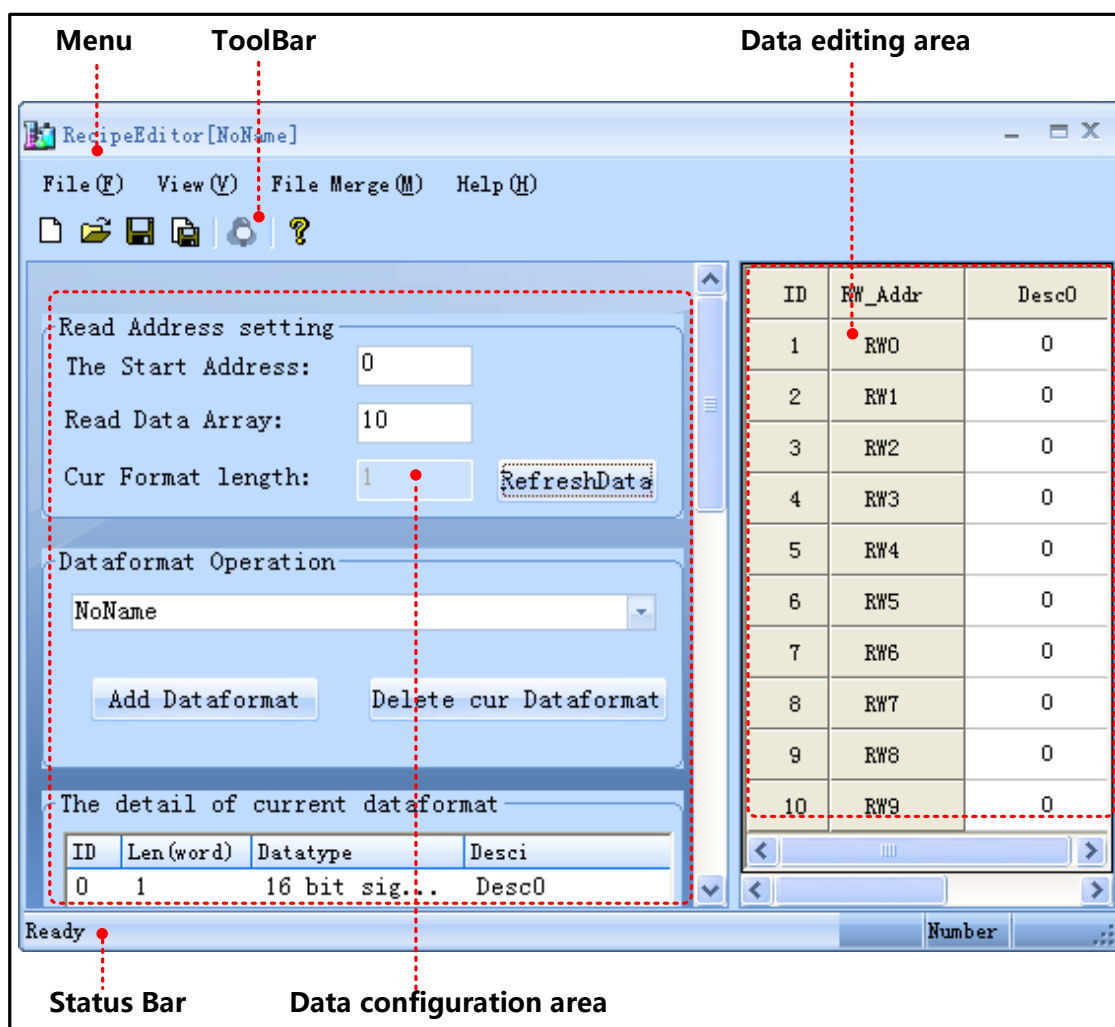 Menu ToolBar Data editing area
RecipeEditor[NoName]
File(F) View(V) File Merge(M) Help(H)
Read Address setting
The Start Address: 0
Read Data Array: 10
Cur Format length: 1 RefreshData
Dataformat Operation
NoName
Add Dataformat Delete cur Dataformat
The detail of current dataformat
ID Len(word) Datatype Desci
0 1 16 bit sig... Desc0
ID RW_Addr Desc0
1 RW0 0
2 RW1 0
3 RW2 0
4 RW3 0
5 RW4 0
6 RW5 0
7 RW6 0
8 RW7 0
9 RW8 0
10 RW9 0
Ready Number
Status Bar Data configuration area